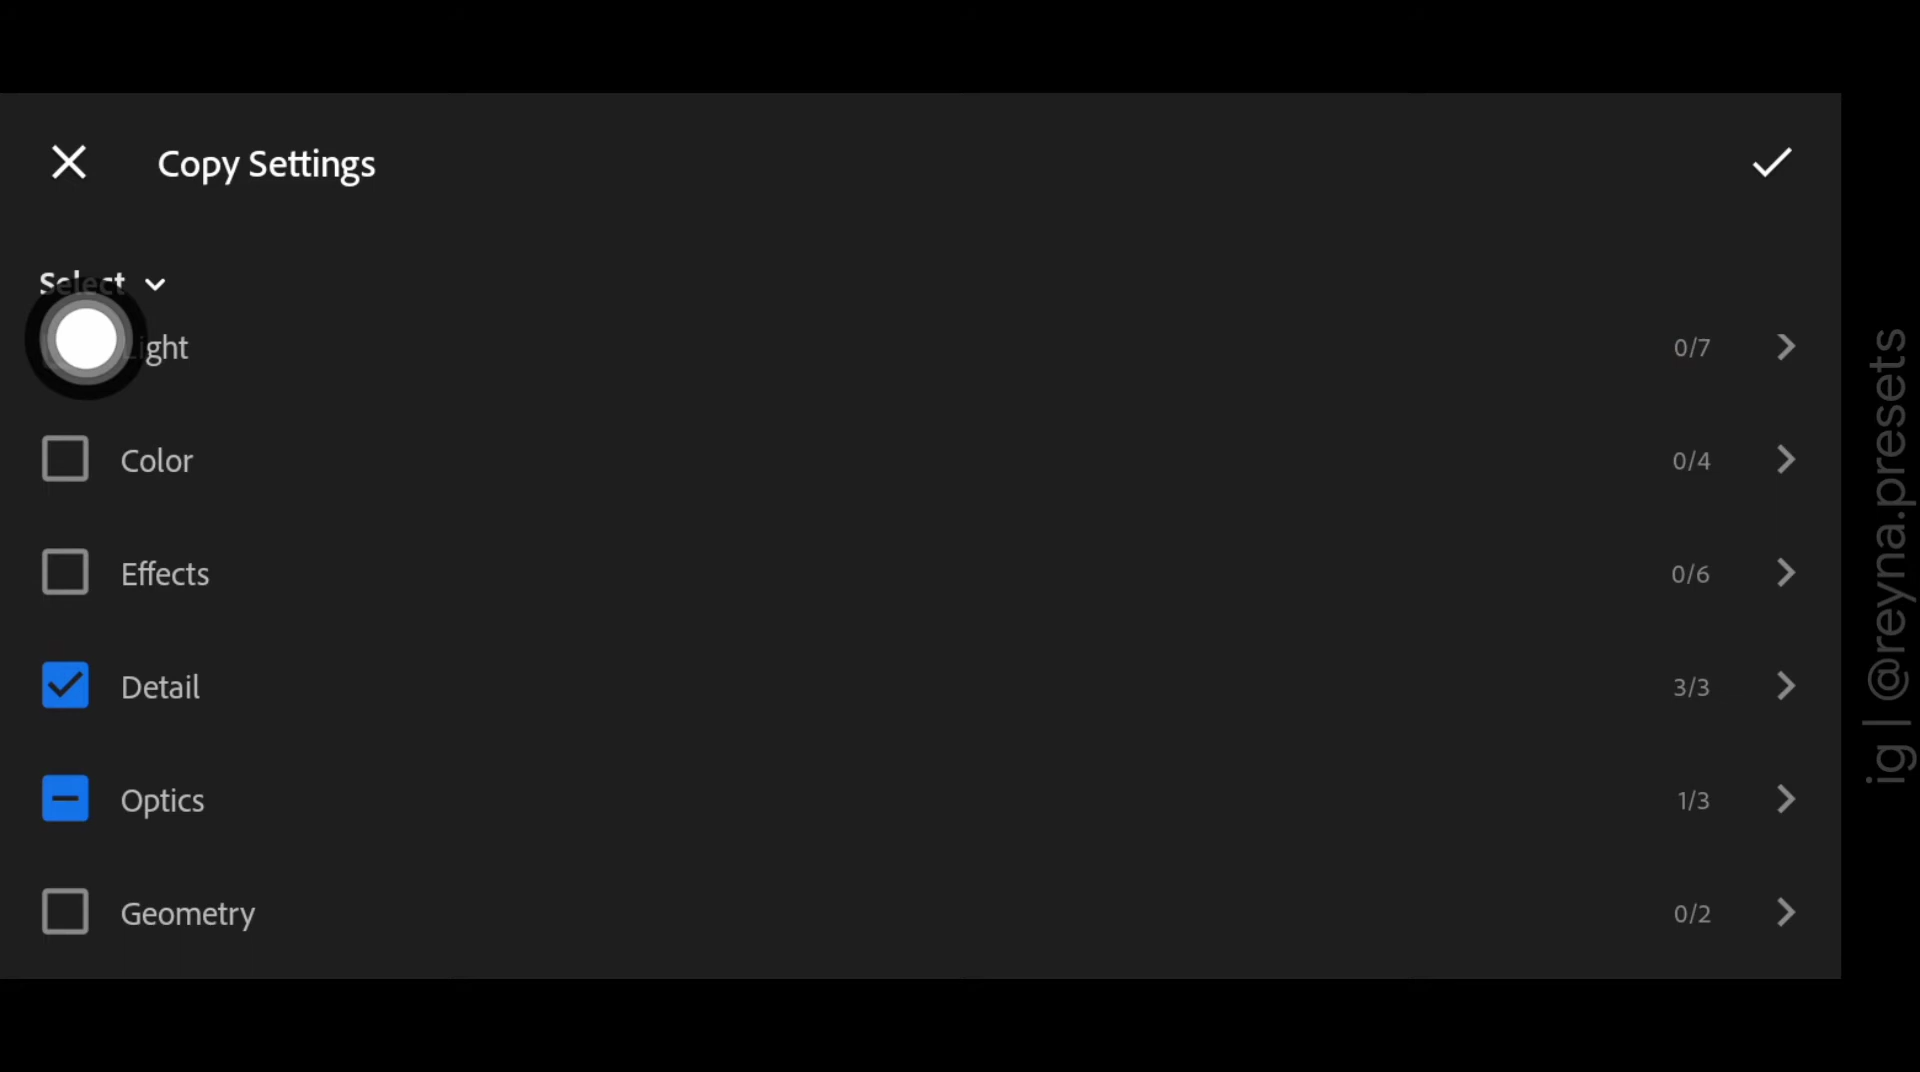 Copy Settings
Select
Light 0/7
Color 0/4
Effects 0/6
Detail 3/3
Optics 1/3
Geometry 0/2
ig | @reyna.presets